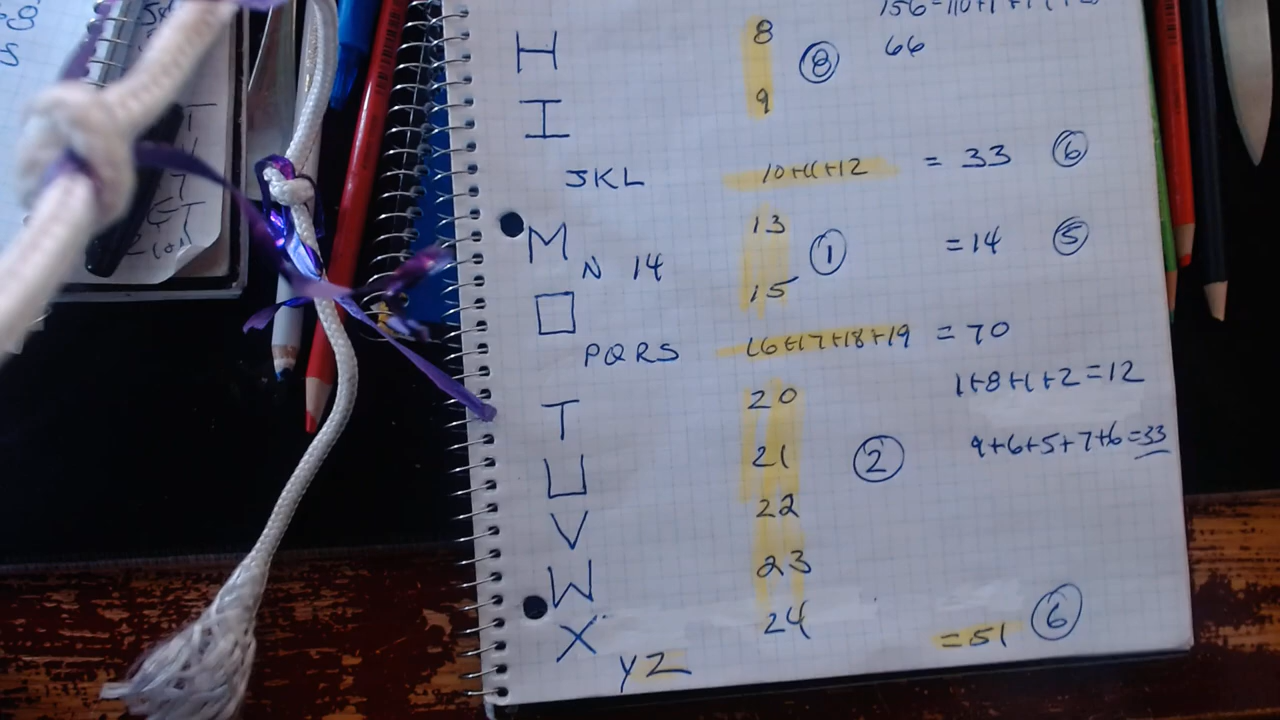 H 8 ⑧ 66
I 9
JKL 10+11+12 = 33 ⑥
M 13 ① = 14 ⑤
N 14
O 15
PQRS 16+17+18+19 = 70
1+8+1+2=12
T 20
9+6+5+7+6=33
U 21 ②
V 22
W 23
X 24 =51 ⑥
YZ